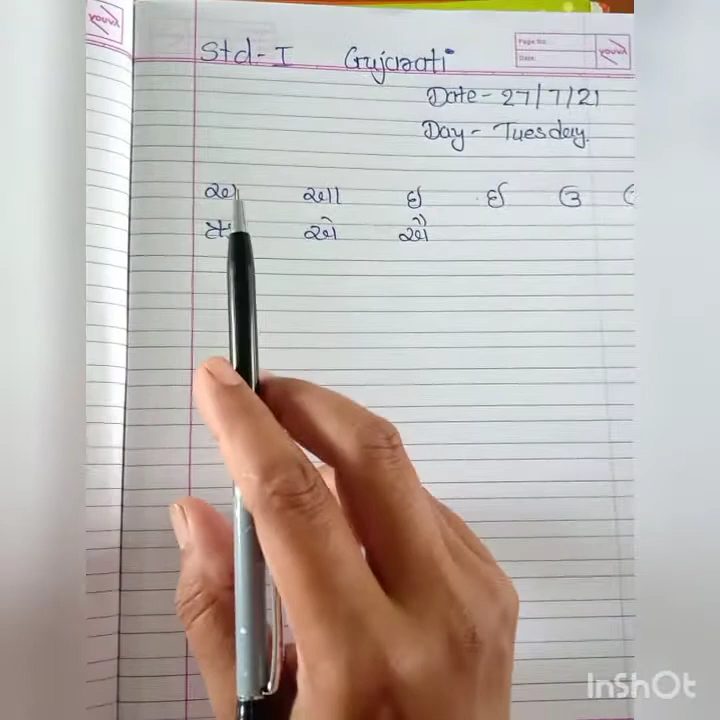 Youva
Std-I Gujarati
Page No.
Date:
Youva
Date - 27/7/21
Day - Tuesday.
અ આ ઇ ઈ ઉ
ઓ ઔ
InShOt